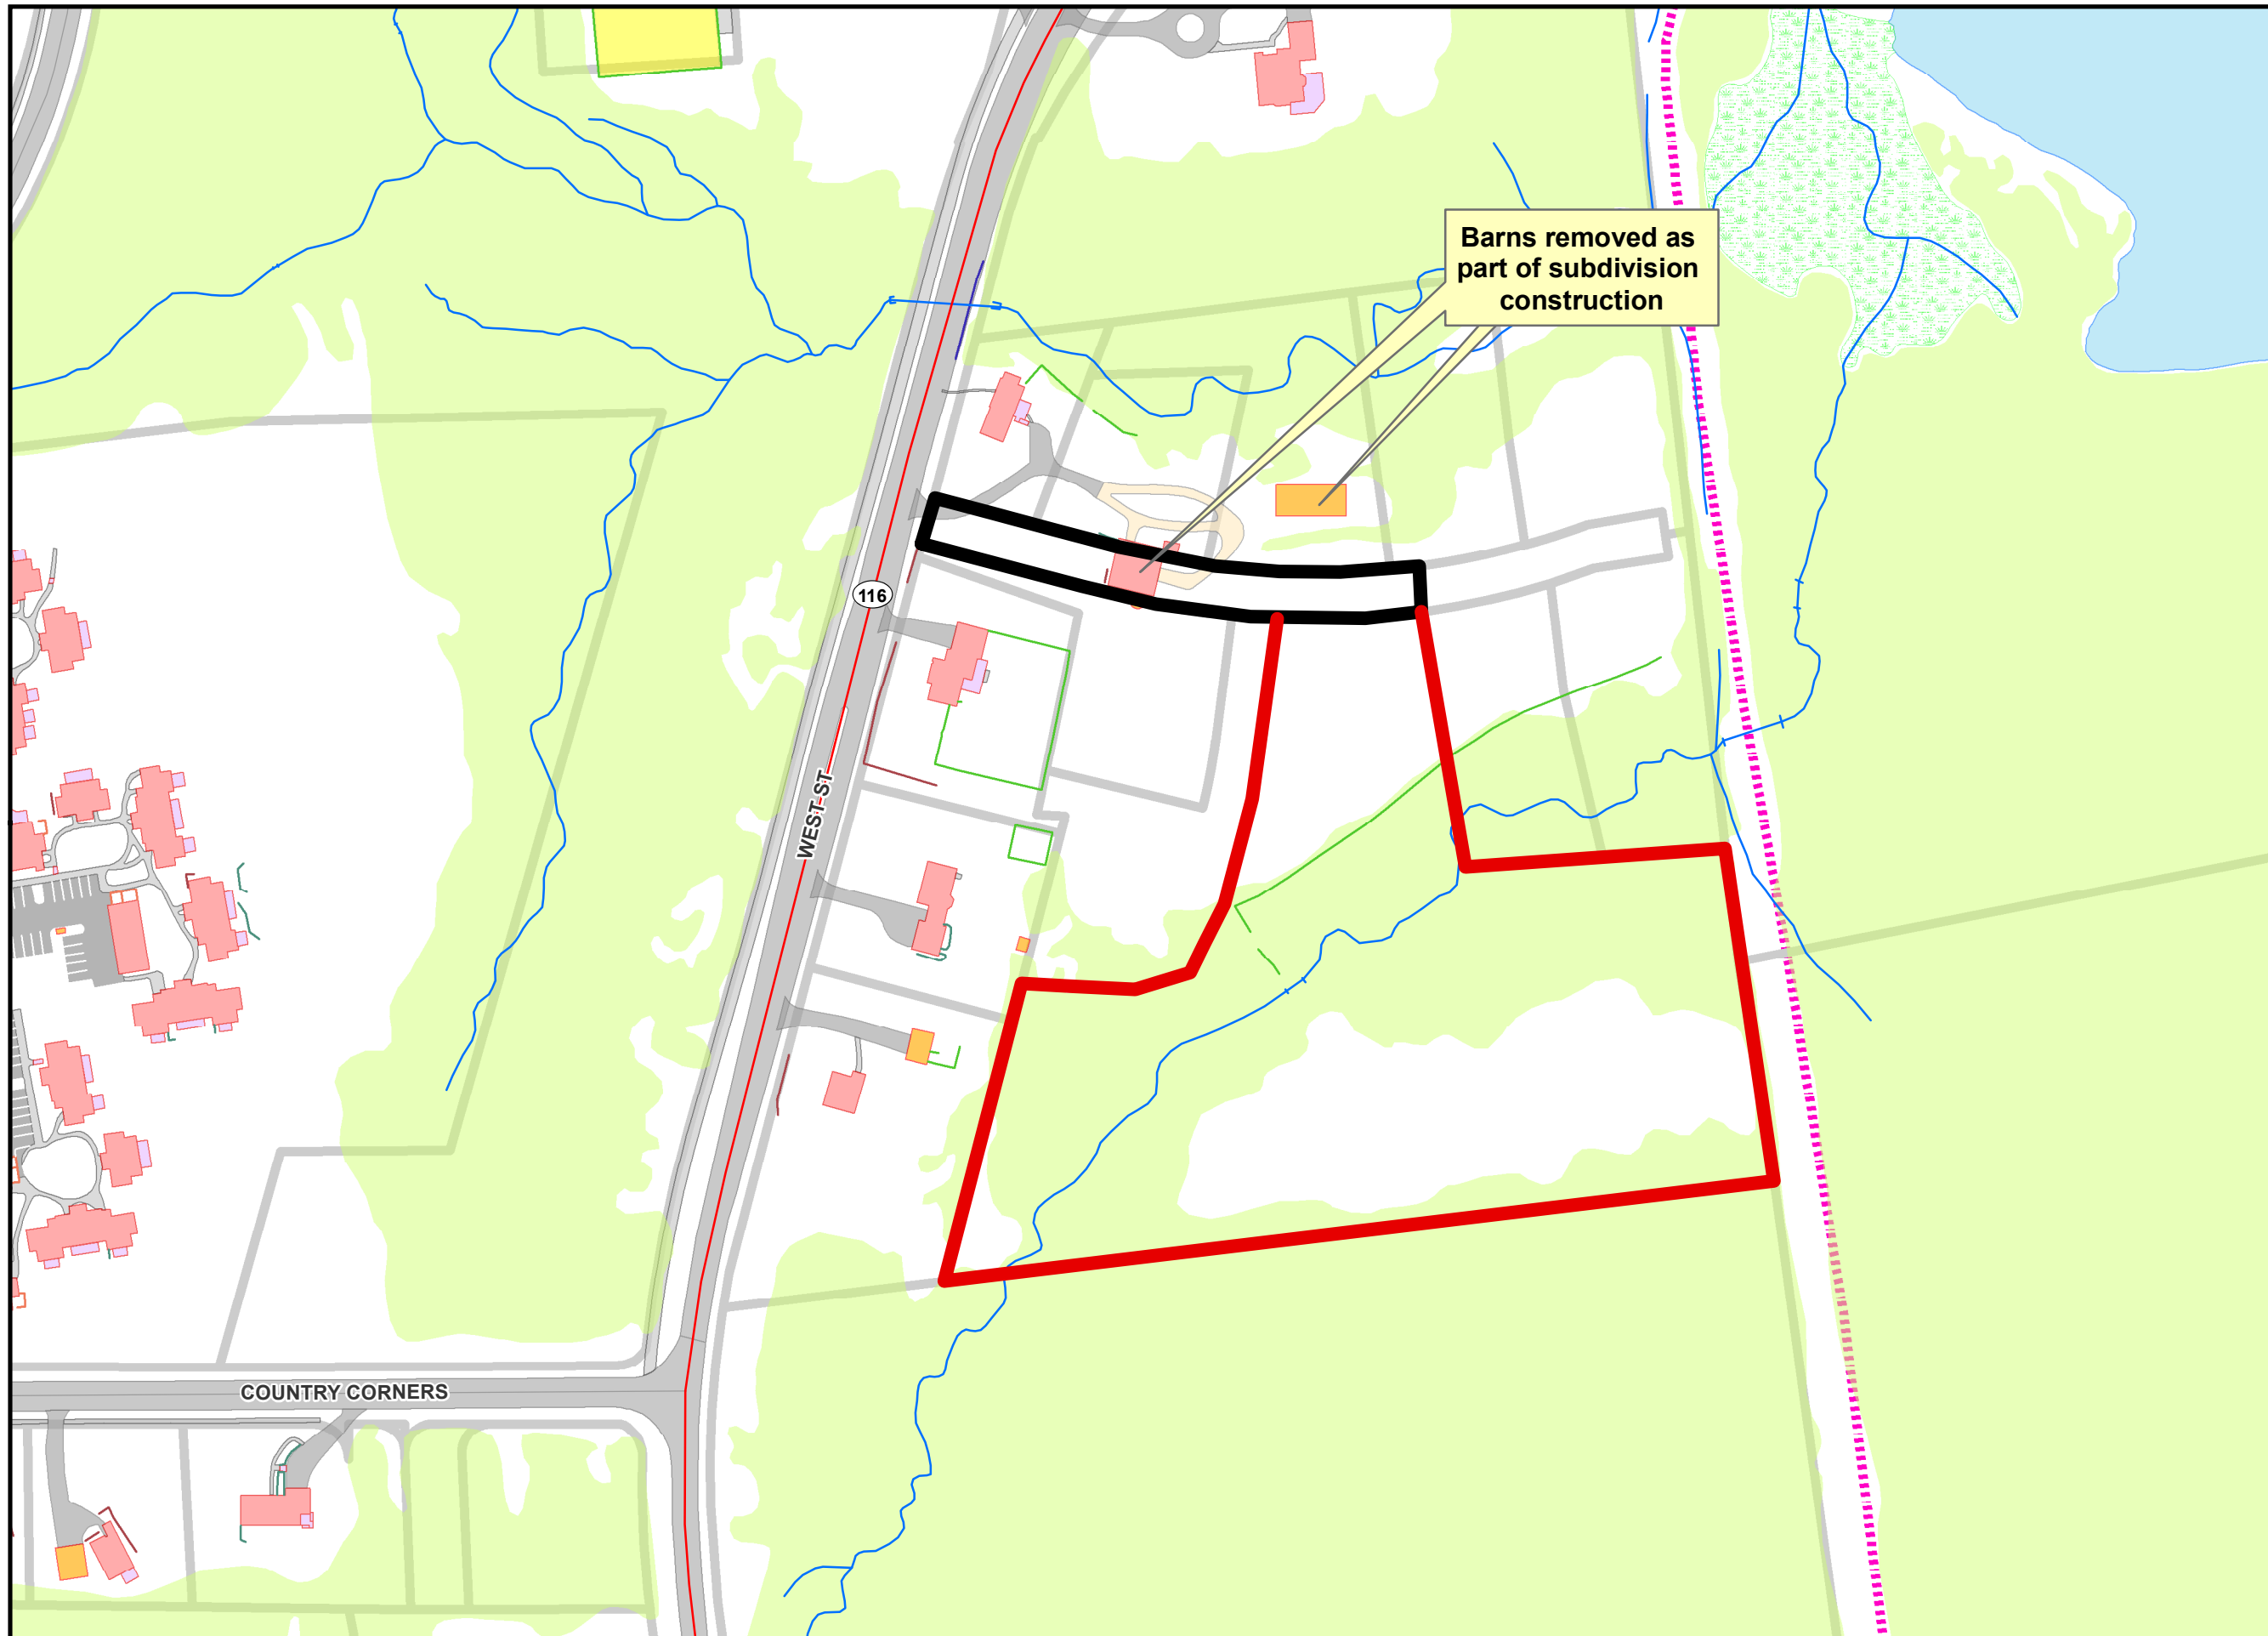 Barns removed as
part of subdivision
construction
116
WEST ST
COUNTRY CORNERS